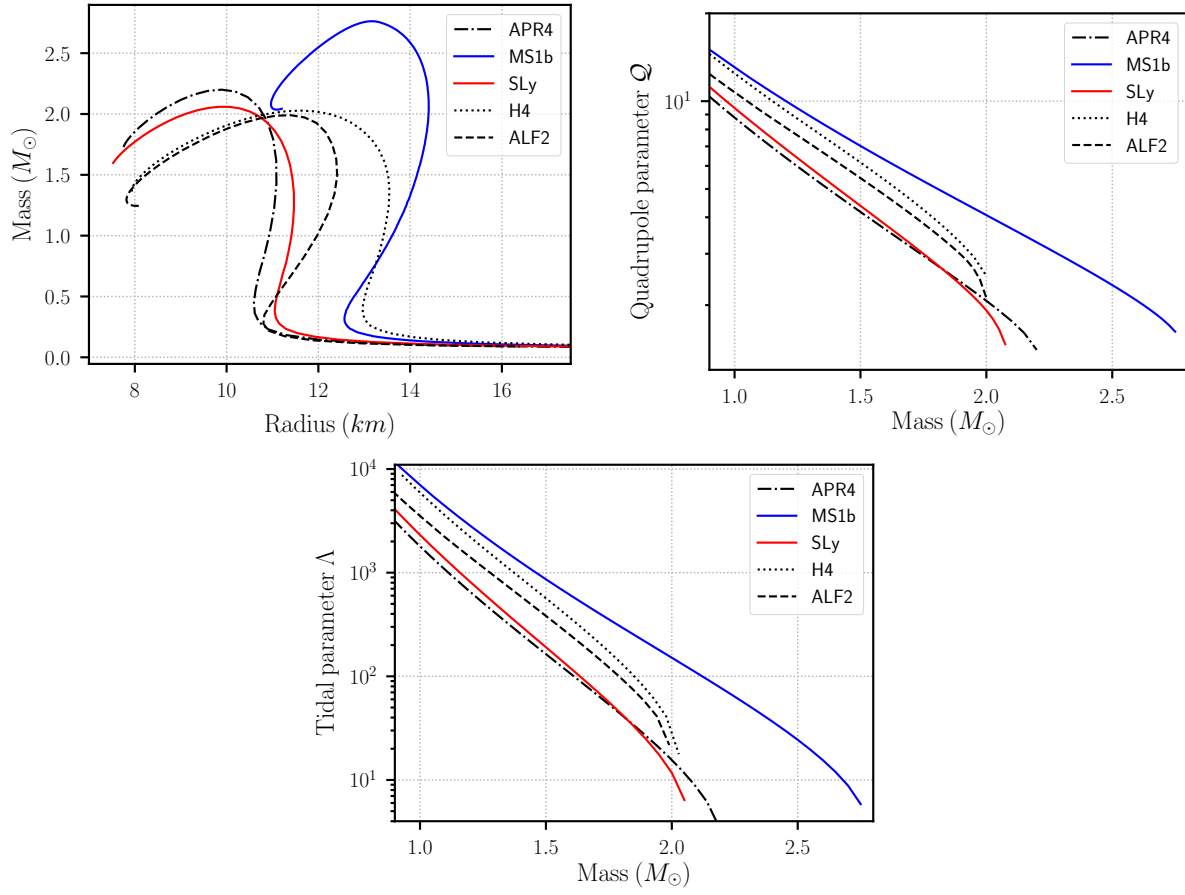 Mass (M⊙)
2.5
2.0
1.5
1.0
0.5
0.0
8
10
12
14
16
Radius (km)
APR4
MS1b
SLy
H4
ALF2
Quadrupole parameter 𝒬
10¹
1.0
1.5
2.0
2.5
Mass (M⊙)
APR4
MS1b
SLy
H4
ALF2
Tidal parameter Λ
10⁴
10³
10²
10¹
1.0
1.5
2.0
2.5
Mass (M⊙)
APR4
MS1b
SLy
H4
ALF2